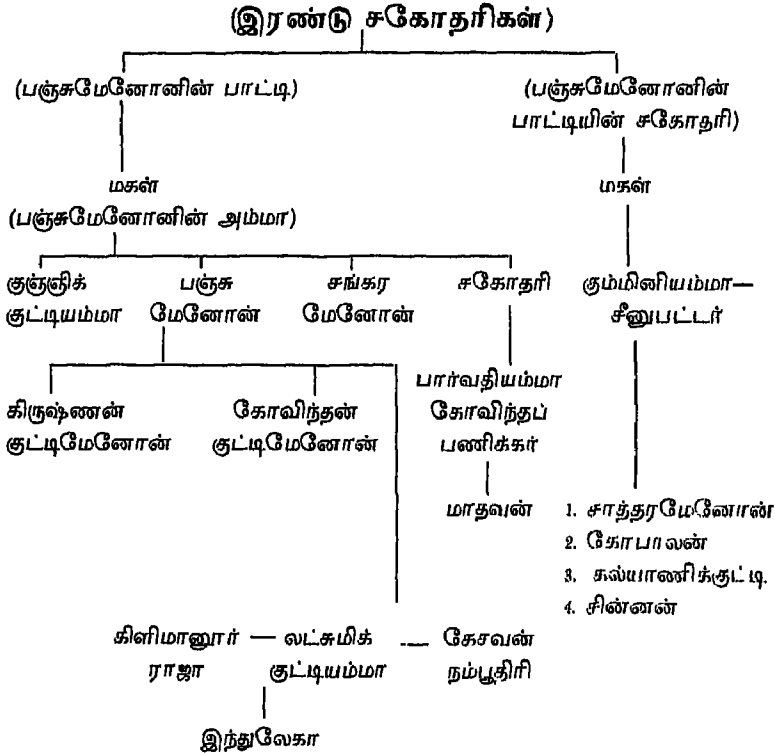 (இரண்டு சகோதரிகள்)
(பஞ்சுமேனோனின் பாட்டி)
(பஞ்சுமேனோனின்
பாட்டியின் சகோதரி)
மகள்
(பஞ்சுமேனோனின் அம்மா)
மகள்
குஞ்ஞிக்
குட்டியம்மா
பஞ்சு
மேனோன்
சங்கர
மேனோன்
சகோதரி
கும்மினியம்மா—
சீனுபட்டர்
கிருஷ்ணன்
குட்டிமேனோன்
கோவிந்தன்
குட்டிமேனோன்
பார்வதியம்மா
கோவிந்தப்
பணிக்கர்
மாதவன்
1. சாத்தரமேனோன்
2. கோபாலன்
3. கல்யாணிக்குட்டி.
4. சின்னன்
கிளிமானூர் — லட்சுமிக் — கேசவன்
ராஜா குட்டியம்மா நம்பூதிரி
இந்துலேகா